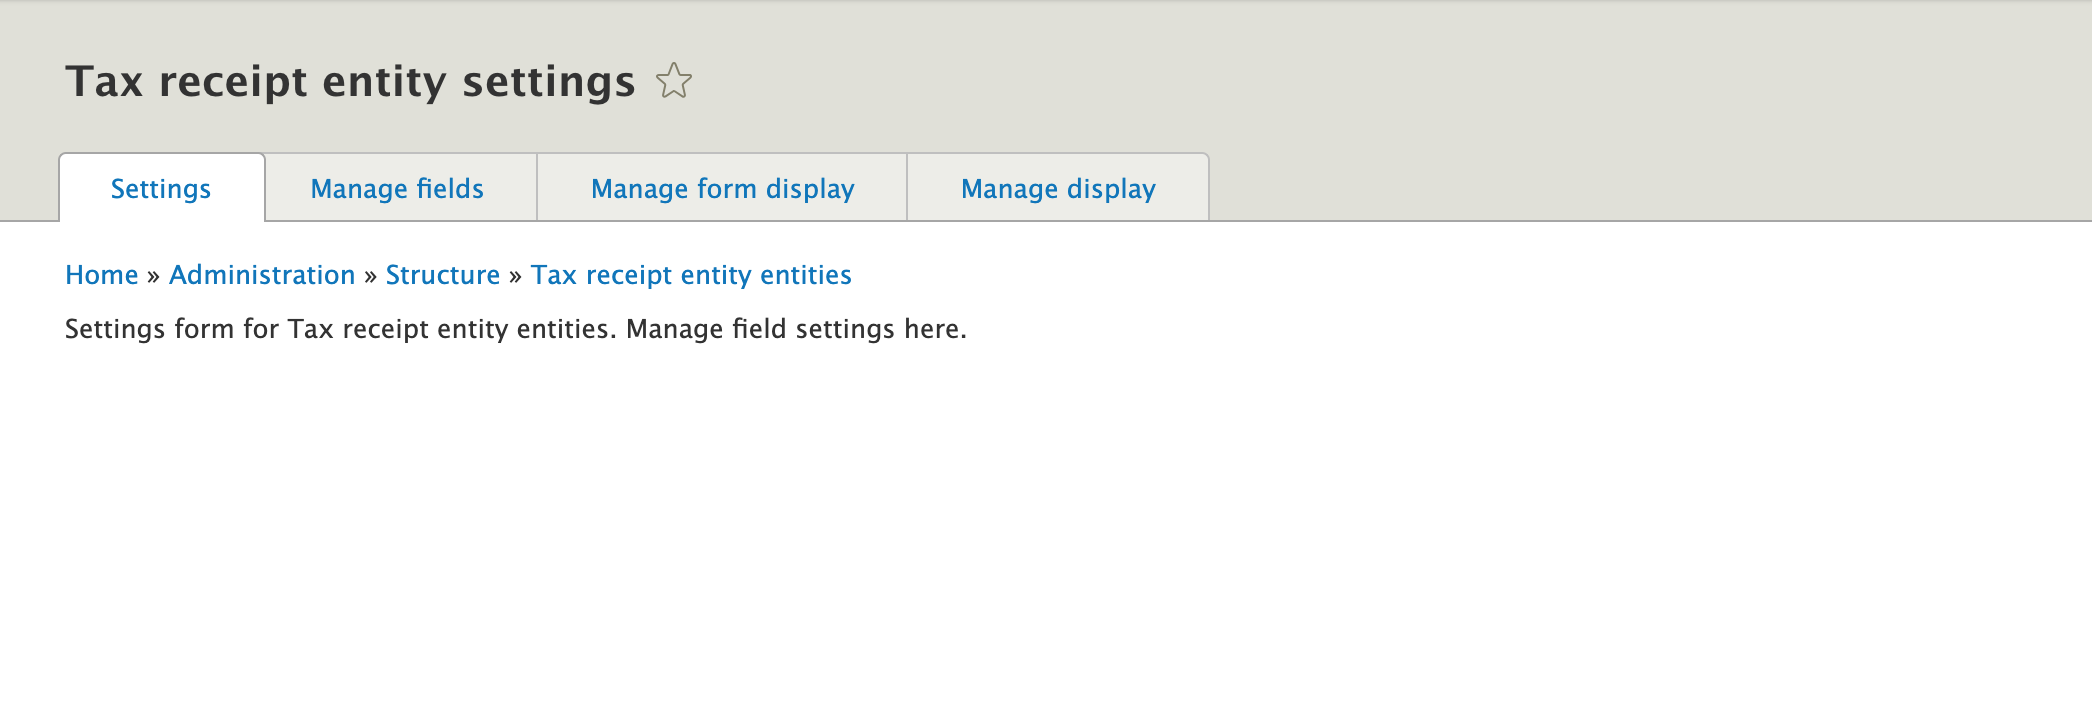 Tax receipt entity settings
Settings Manage fields Manage form display Manage display
Home » Administration » Structure » Tax receipt entity entities
Settings form for Tax receipt entity entities. Manage field settings here.